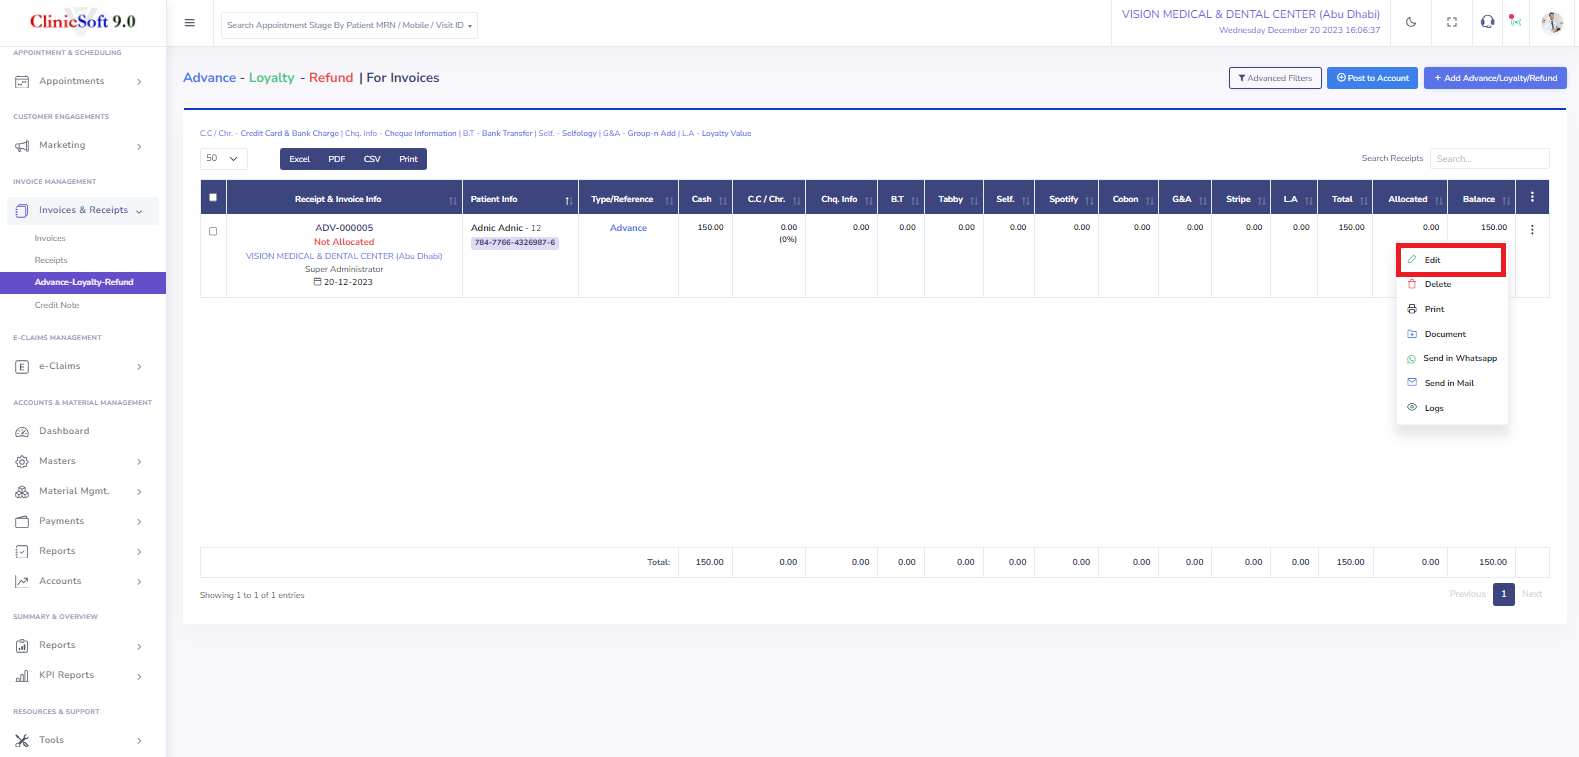 ClinicSoft 9.0
Search Appointment Stage By Patient MRN / Mobile / Visit ID
VISION MEDICAL & DENTAL CENTER (Abu Dhabi)
Wednesday December 20 2023 16:06:37
APPOINTMENT & SCHEDULING
Appointments
CUSTOMER ENGAGEMENTS
Marketing
INVOICE MANAGEMENT
Invoices & Receipts
Invoices
Receipts
Advance-Loyalty-Refund
Credit Note
E-CLAIMS MANAGEMENT
e-Claims
ACCOUNTS & MATERIAL MANAGEMENT
Dashboard
Masters
Material Mgmt.
Payments
Reports
Accounts
SUMMARY & OVERVIEW
Reports
KPI Reports
RESOURCES & SUPPORT
Tools
Advance - Loyalty - Refund | For Invoices
Advanced Filters Post to Account + Add Advance/Loyalty/Refund
C.C / Chr. - Credit Card & Bank Charge | Chq. Info - Cheque Information | B.T - Bank Transfer | Self. - Selfology | G&A - Group-n Add | L.A - Loyalty Value
50 Excel PDF CSV Print Search Receipts Search...
Receipt & Invoice Info Patient Info Type/Reference Cash C.C / Chr. Chq. Info B.T Tabby Self. Spotify Cobon G&A Stripe L.A Total Allocated Balance
ADV-000005 Adnic Adnic - 12 Advance 150.00 0.00 0.00 0.00 0.00 0.00 0.00 0.00 0.00 0.00 0.00 150.00 0.00 150.00
Not Allocated 784-7766-4326987-6 (0%)
VISION MEDICAL & DENTAL CENTER (Abu Dhabi)
Super Administrator
20-12-2023
Edit
Delete
Print
Document
Send in Whatsapp
Send in Mail
Logs
Total: 150.00 0.00 0.00 0.00 0.00 0.00 0.00 0.00 0.00 0.00 0.00 150.00 0.00 150.00
Showing 1 to 1 of 1 entries
Previous 1 Next